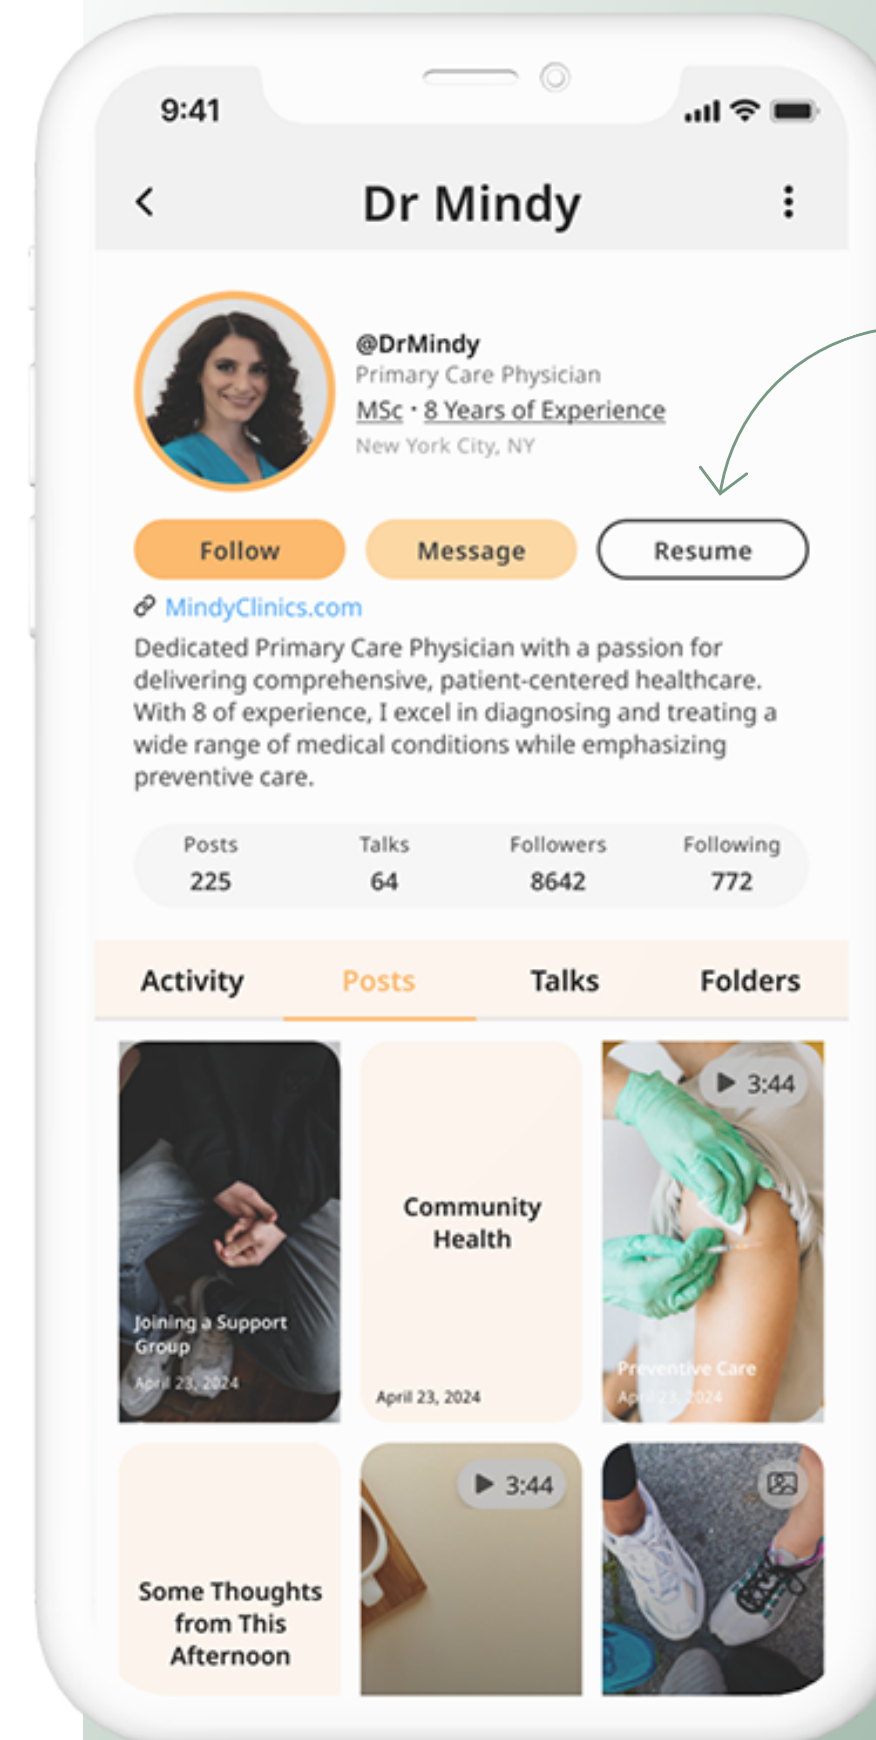 9:41
Dr Mindy
@DrMindy
Primary Care Physician
MSc · 8 Years of Experience
New York City, NY
Follow
Message
Resume
MindyClinics.com
Dedicated Primary Care Physician with a passion for
delivering comprehensive, patient-centered healthcare.
With 8 of experience, I excel in diagnosing and treating a
wide range of medical conditions while emphasizing
preventive care.
Posts
Talks
Followers
Following
225
64
8642
772
Activity
Posts
Talks
Folders
Joining a Support
Group
April 23, 2024
Community
Health
April 23, 2024
3:44
Preventive Care
April 23, 2024
Some Thoughts
from This
Afternoon
3:44